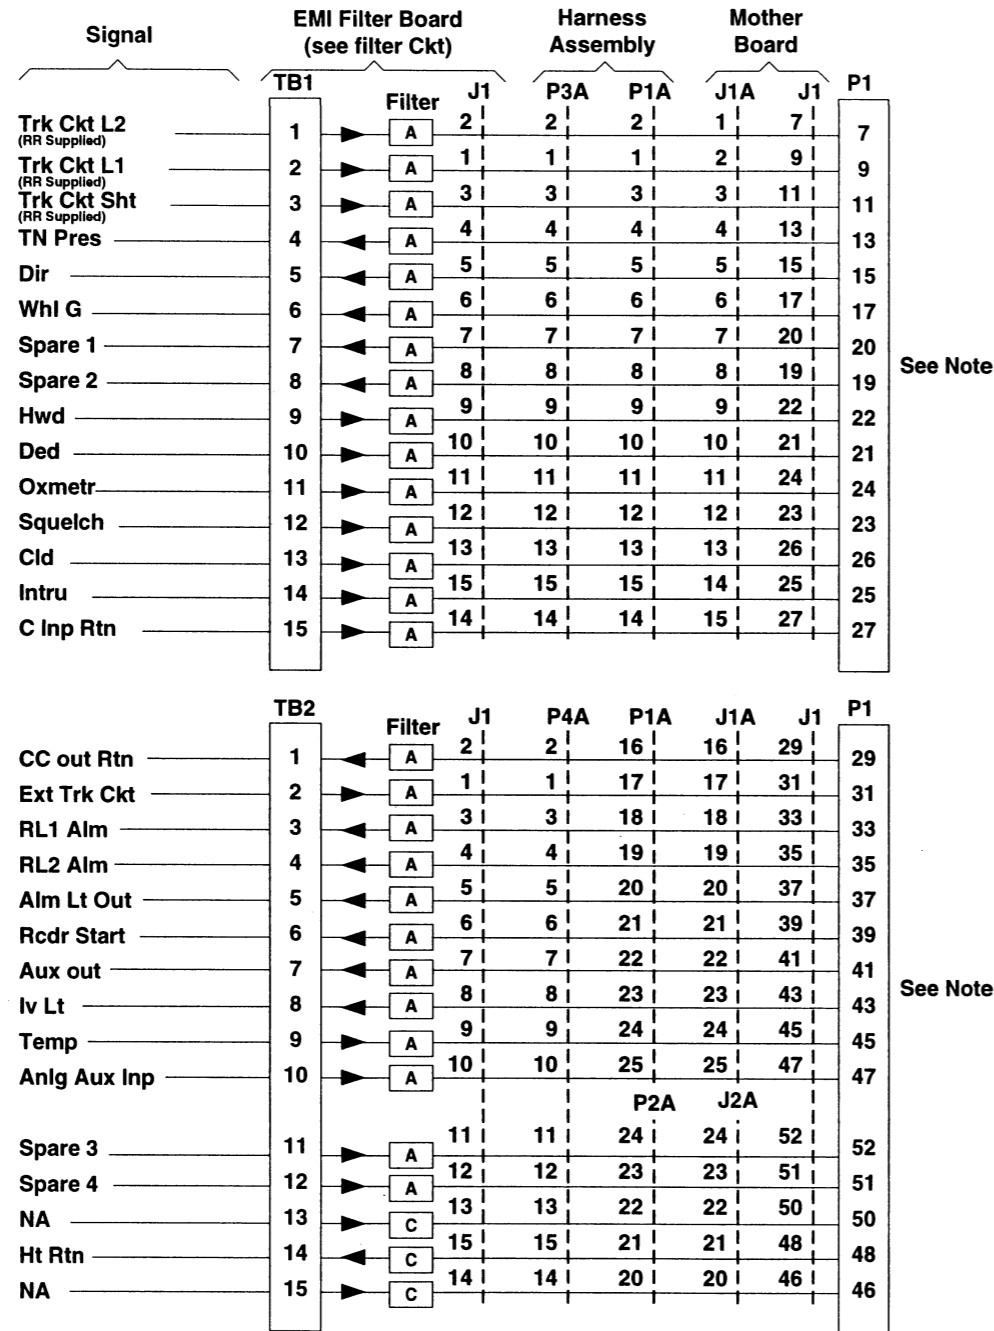 Signal EMI Filter Board (see filter Ckt) Harness Assembly Mother Board
TB1 Filter J1 P3A P1A J1A J1 P1
Trk Ckt L2 1 A 2 2 2 1 7 7
(RR Supplied)
Trk Ckt L1 2 A 1 1 1 2 9 9
(RR Supplied)
Trk Ckt Sht 3 A 3 3 3 3 11 11
(RR Supplied)
TN Pres 4 A 4 4 4 4 13 13
Dir 5 A 5 5 5 5 15 15
Whl G 6 A 6 6 6 6 17 17
Spare 1 7 A 7 7 7 7 20 20
See Note
Spare 2 8 A 8 8 8 8 19 19
Hwd 9 A 9 9 9 9 22 22
Ded 10 A 10 10 10 10 21 21
Oxmetr 11 A 11 11 11 11 24 24
Squelch 12 A 12 12 12 12 23 23
Cld 13 A 13 13 13 13 26 26
Intru 14 A 15 15 15 14 25 25
C Inp Rtn 15 A 14 14 14 15 27 27
TB2 Filter J1 P4A P1A J1A J1 P1
CC out Rtn 1 A 2 2 16 16 29 29
Ext Trk Ckt 2 A 1 1 17 17 31 31
RL1 Alm 3 A 3 3 18 18 33 33
RL2 Alm 4 A 4 4 19 19 35 35
Alm Lt Out 5 A 5 5 20 20 37 37
Rcdr Start 6 A 6 6 21 21 39 39
Aux out 7 A 7 7 22 22 41 41
See Note
Iv Lt 8 A 8 8 23 23 43 43
Temp 9 A 9 9 24 24 45 45
Anlg Aux Inp 10 A 10 10 25 25 47 47
P2A J2A
Spare 3 11 A 11 11 24 24 52 52
Spare 4 12 A 12 12 23 23 51 51
NA 13 C 13 13 22 22 50 50
Ht Rtn 14 C 15 15 21 21 48 48
NA 15 C 14 14 20 20 46 46